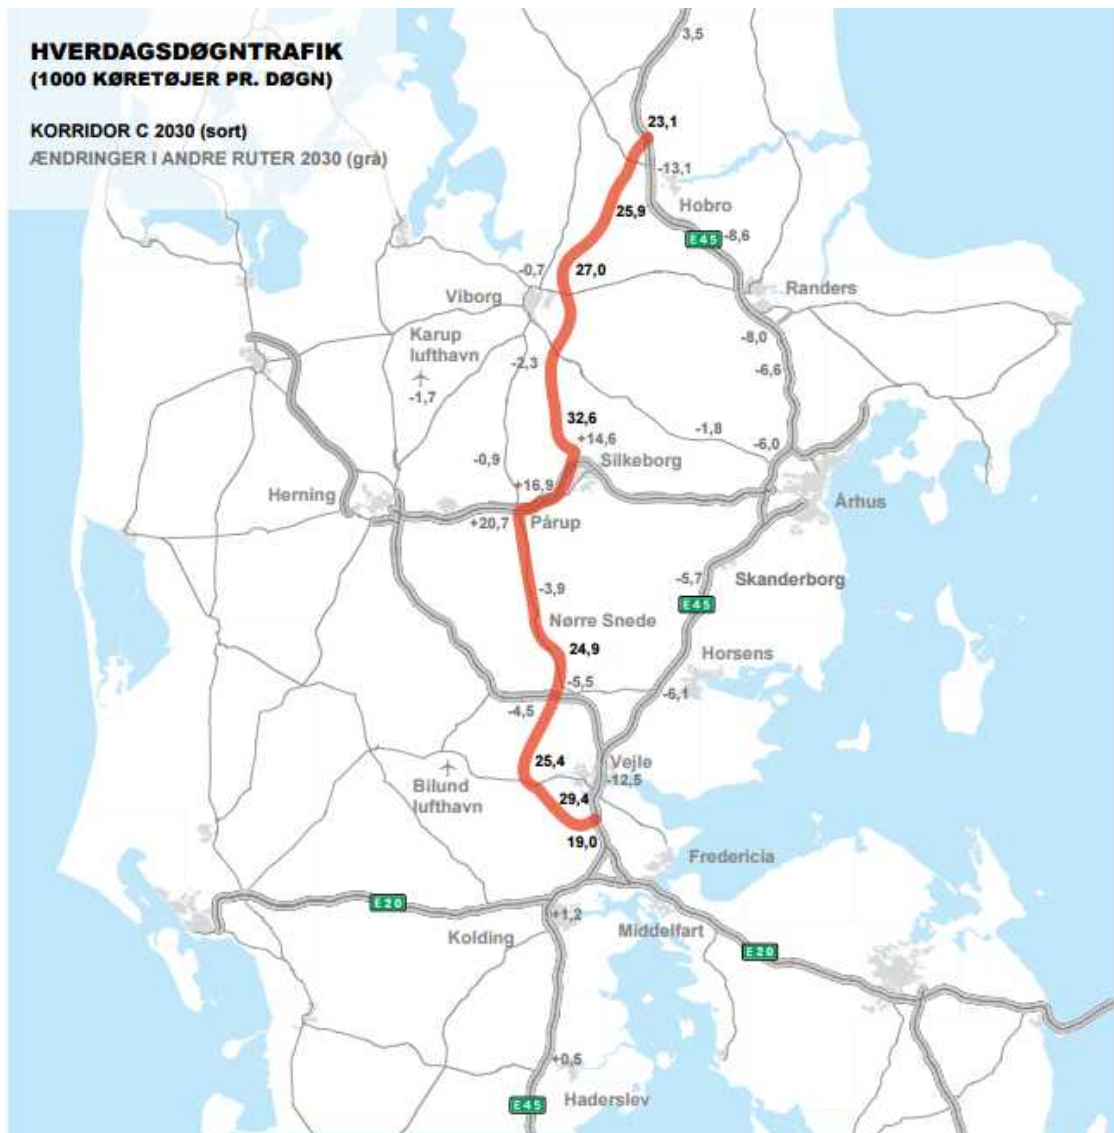 HVERDAGSDØGNTRAFIK
(1000 KØRETØJER PR. DØGN)
KORRIDOR C 2030 (sort)
ÆNDRINGER I ANDRE RUTER 2030 (grå)
3,5
23,1
-13,1
Hobro
25,9
E45
-8,6
-0,7
27,0
Viborg
Randers
Karup
lufthavn
-8,0
-2,3
-6,6
-1,7
32,6
-1,8
+14,6
-6,0
-0,9
Silkeborg
+16,9
Herning
Århus
+20,7
Pårup
-5,7
Skanderborg
-3,9
E45
Nørre Snede
24,9
Horsens
-5,5
-6,1
-4,5
25,4
Vejle
-12,5
Billund
lufthavn
29,4
19,0
Fredericia
E20
+1,2
Kolding
Middelfart
E20
+0,5
Haderslev
E45